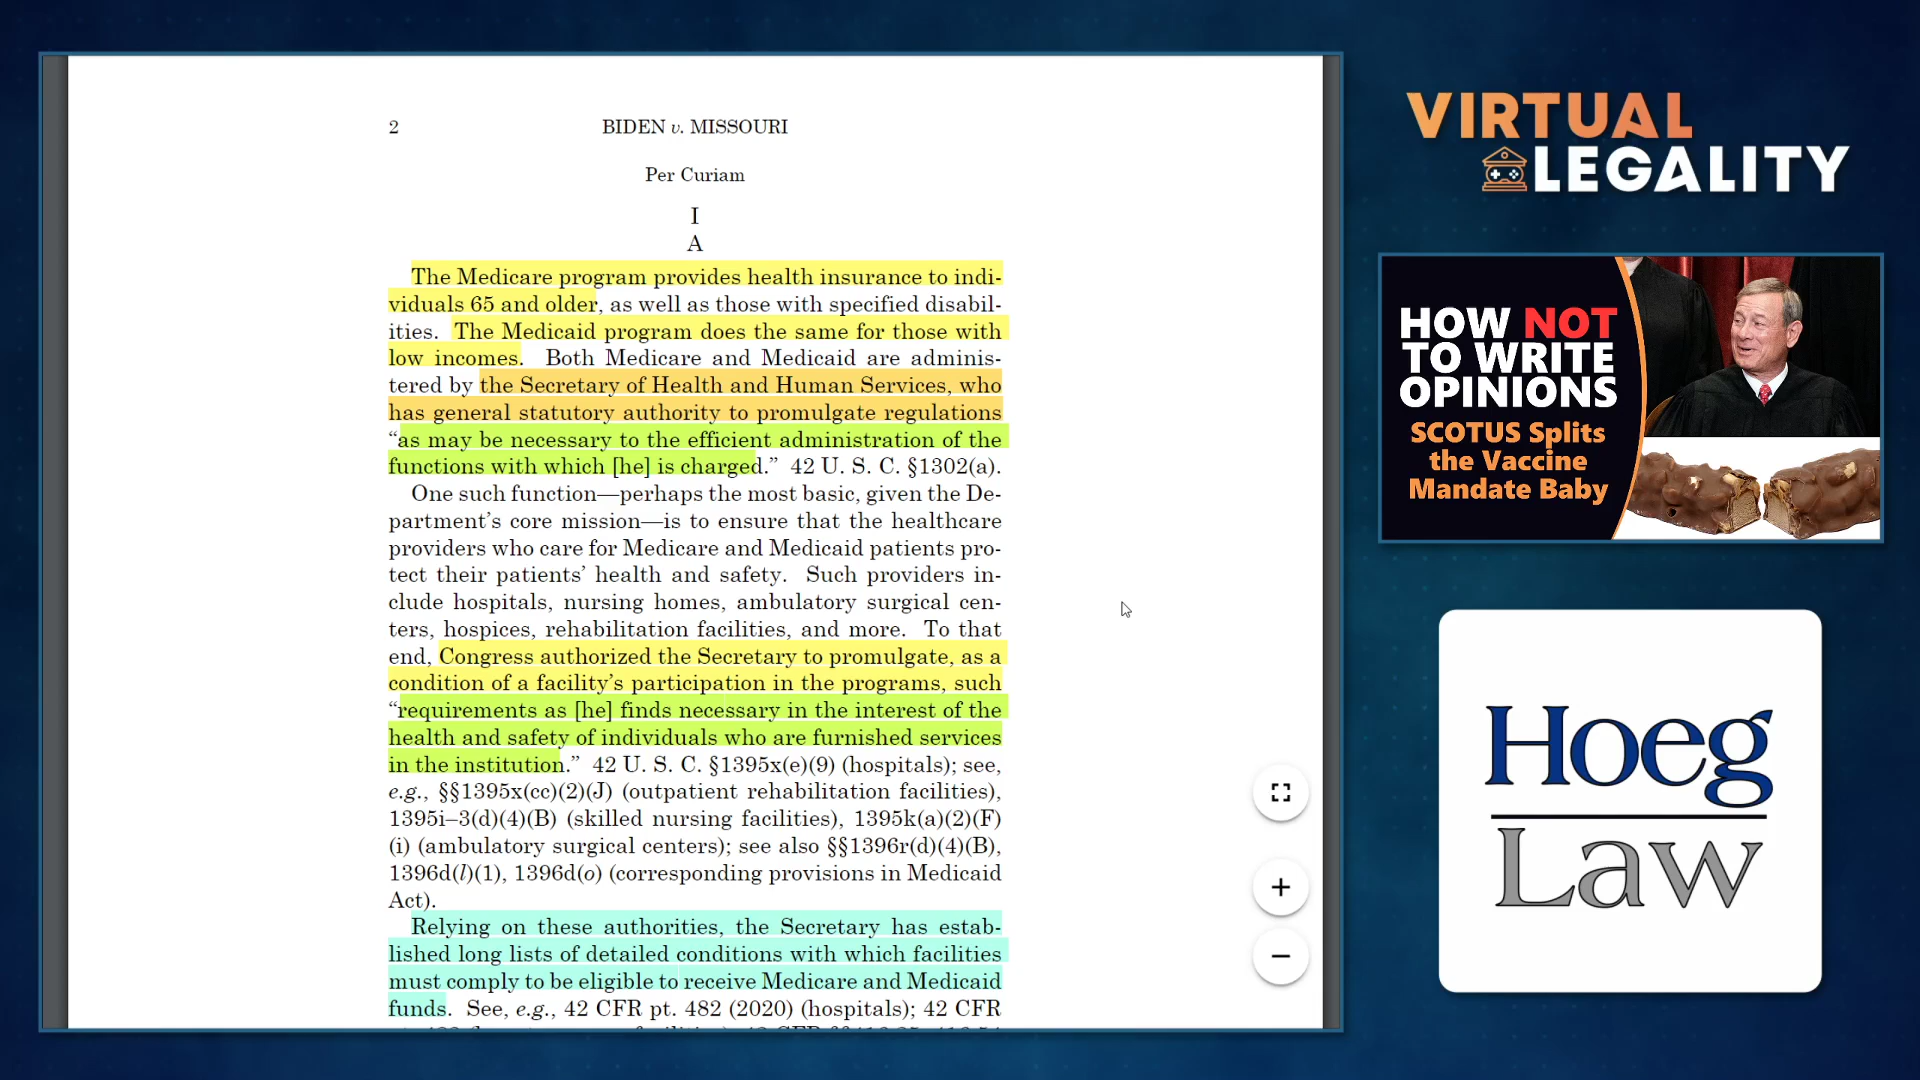 2 BIDEN v. MISSOURI
Per Curiam
I
A
The Medicare program provides health insurance to indi-
viduals 65 and older, as well as those with specified disabil-
ities. The Medicaid program does the same for those with
low incomes. Both Medicare and Medicaid are adminis-
tered by the Secretary of Health and Human Services, who
has general statutory authority to promulgate regulations
“as may be necessary to the efficient administration of the
functions with which [he] is charged.” 42 U. S. C. §1302(a).
One such function—perhaps the most basic, given the De-
partment’s core mission—is to ensure that the healthcare
providers who care for Medicare and Medicaid patients pro-
tect their patients’ health and safety. Such providers in-
clude hospitals, nursing homes, ambulatory surgical cen-
ters, hospices, rehabilitation facilities, and more. To that
end, Congress authorized the Secretary to promulgate, as a
condition of a facility’s participation in the programs, such
“requirements as [he] finds necessary in the interest of the
health and safety of individuals who are furnished services
in the institution.” 42 U. S. C. §1395x(e)(9) (hospitals); see,
e.g., §§1395x(cc)(2)(J) (outpatient rehabilitation facilities),
1395i–3(d)(4)(B) (skilled nursing facilities), 1395k(a)(2)(F)
(i) (ambulatory surgical centers); see also §§1396r(d)(4)(B),
1396d(l)(1), 1396d(o) (corresponding provisions in Medicaid
Act).
Relying on these authorities, the Secretary has estab-
lished long lists of detailed conditions with which facilities
must comply to be eligible to receive Medicare and Medicaid
funds. See, e.g., 42 CFR pt. 482 (2020) (hospitals); 42 CFR
VIRTUAL
LEGALITY
HOW NOT
TO WRITE
OPINIONS
SCOTUS Splits
the Vaccine
Mandate Baby
Hoeg
Law